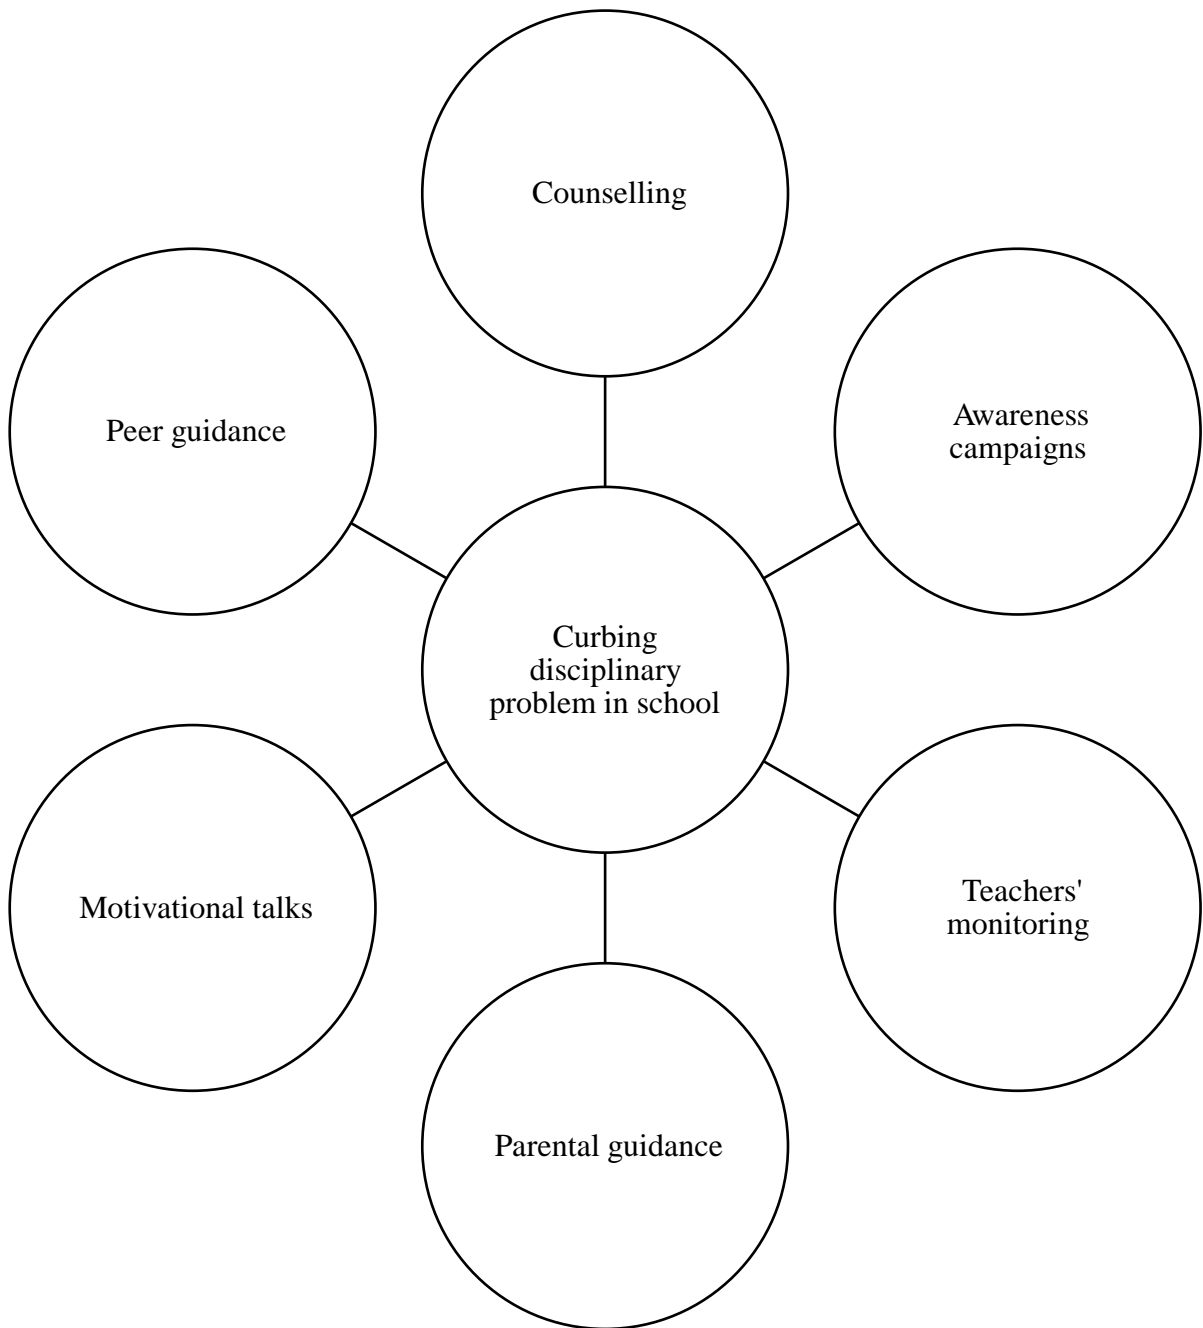 Counselling
Peer guidance
Awareness
campaigns
Curbing
disciplinary
problem in school
Motivational talks
Teachers'
monitoring
Parental guidance